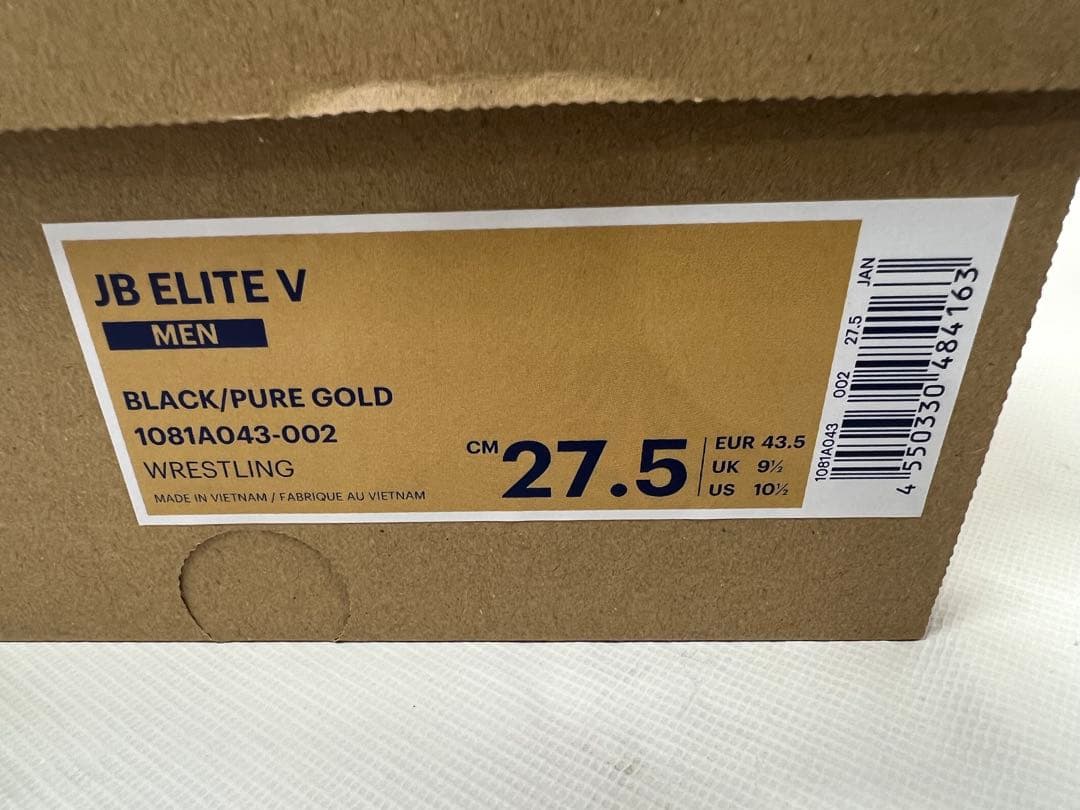 JB ELITE V
MEN
BLACK/PURE GOLD
1081A043-002
WRESTLING
MADE IN VIETNAM / FABRIQUE AU VIETNAM
CM 27.5
EUR 43.5
UK 9½
US 10½
1081A043 002 27.5 JAN
4 550330 484163